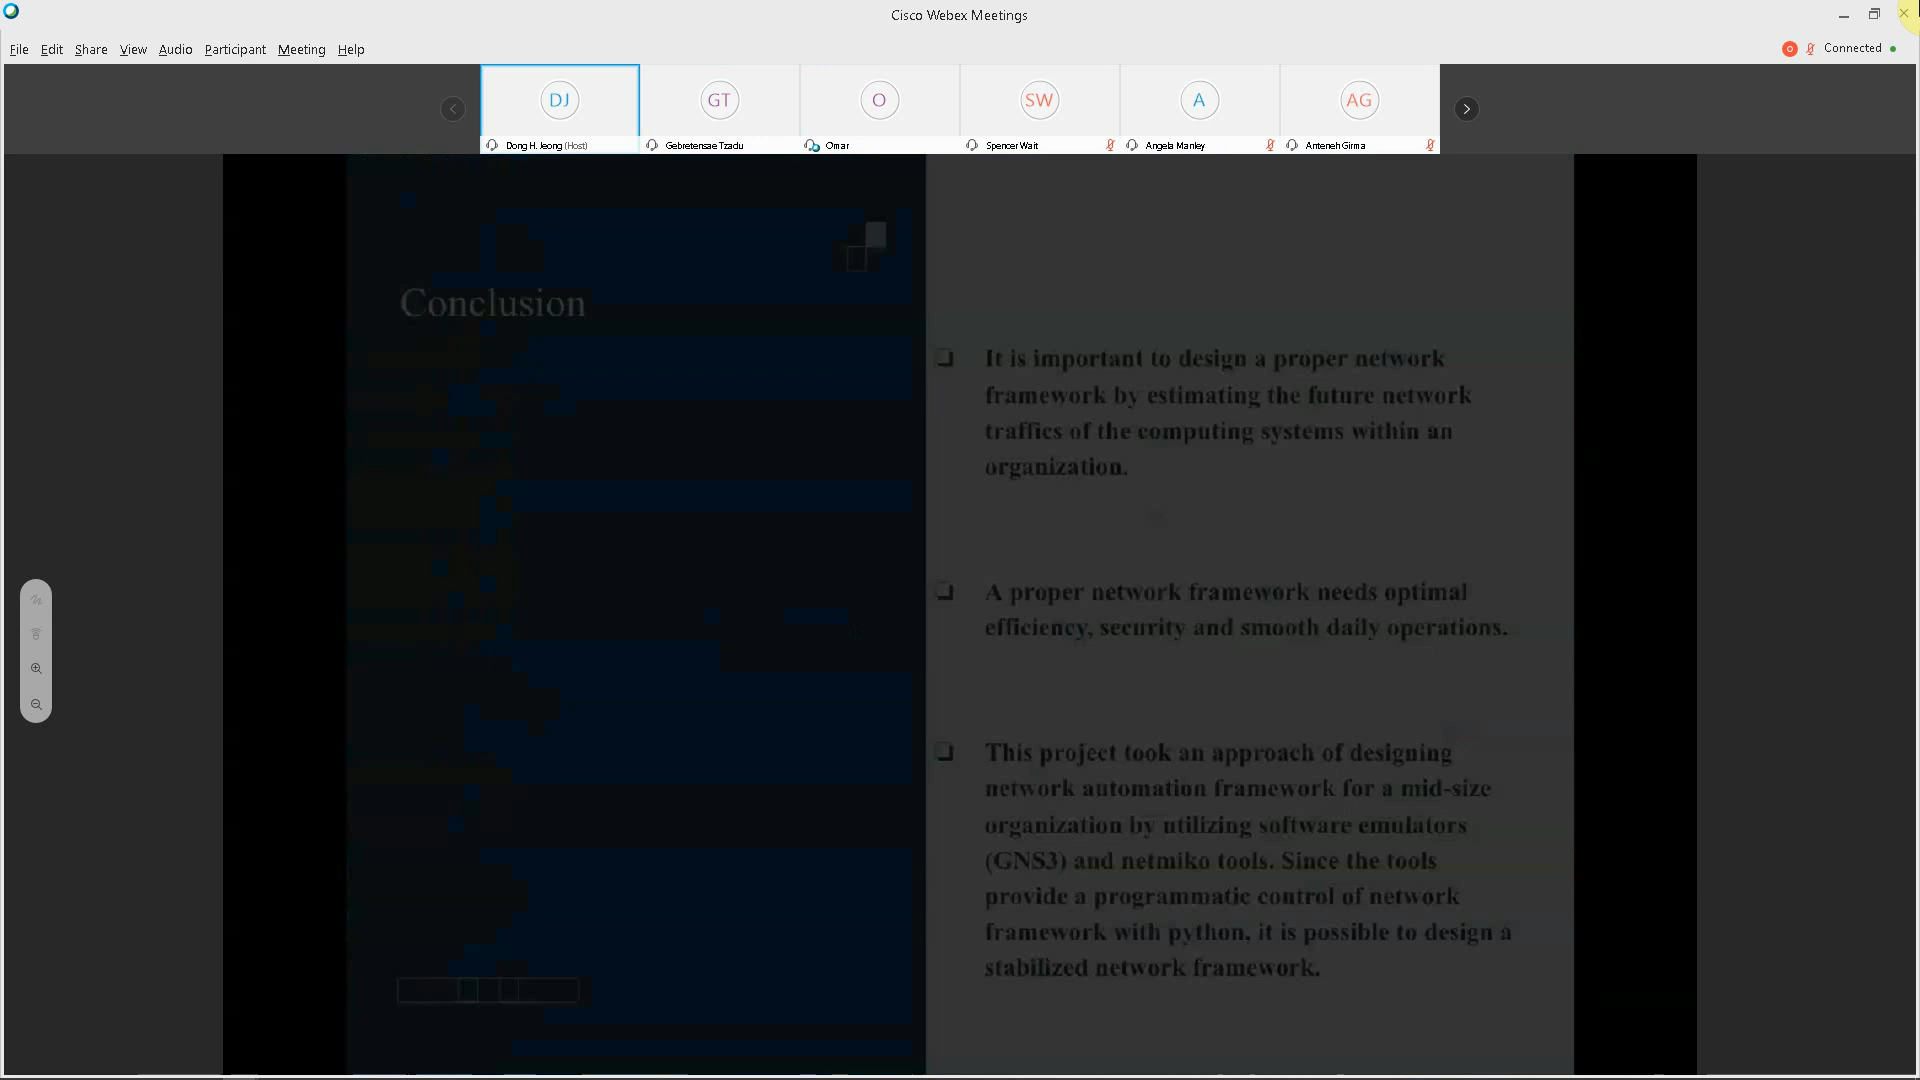 Cisco Webex Meetings
File Edit Share View Audio Participant Meeting Help
Connected
DJ GT O SW A AG
Dong H. Jeong (Host) Gebretensae Tzadu Omar Spencer Wait Angela Manley Anteneh Girma
Conclusion
It is important to design a proper network
framework by estimating the future network
traffics of the computing systems within an
organization.
A proper network framework needs optimal
efficiency, security and smooth daily operations.
This project took an approach of designing
network automation framework for a mid-size
organization by utilizing software emulators
(GNS3) and netmiko tools. Since the tools
provide a programmatic control of network
framework with python, it is possible to design a
stabilized network framework.